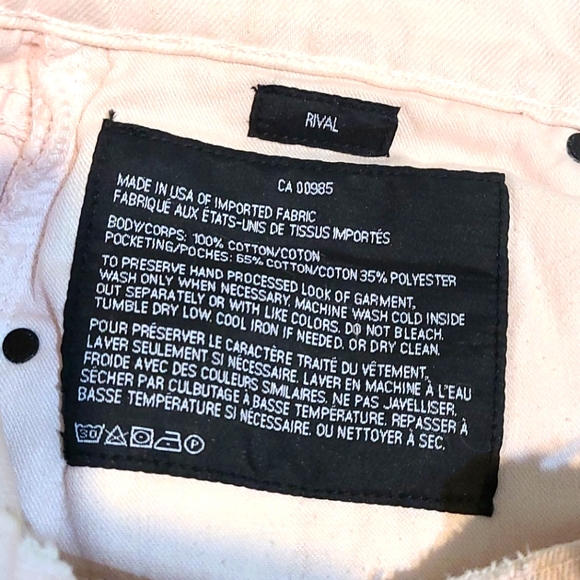 RIVAL
CA 00985
MADE IN USA OF IMPORTED FABRIC
FABRIQUÉ AUX ÉTATS-UNIS DE TISSUS IMPORTÉS
BODY/CORPS: 100% COTTON/COTON
POCKETING/POCHES: 65% COTTON/COTON 35% POLYESTER
TO PRESERVE HAND PROCESSED LOOK OF GARMENT,
WASH ONLY WHEN NECESSARY. MACHINE WASH COLD INSIDE
OUT SEPARATELY OR WITH LIKE COLORS. DO NOT BLEACH.
TUMBLE DRY LOW. COOL IRON IF NEEDED. OR DRY CLEAN.
POUR PRÉSERVER LE CARACTÈRE TRAITÉ DU VÊTEMENT,
LAVER SEULEMENT SI NÉCESSAIRE. LAVER EN MACHINE À L'EAU
FROIDE AVEC DES COULEURS SIMILAIRES. NE PAS JAVELLISER.
SÉCHER PAR CULBUTAGE À BASSE TEMPÉRATURE. REPASSER À
BASSE TEMPÉRATURE SI NÉCESSAIRE. OU NETTOYER À SEC.
30 P